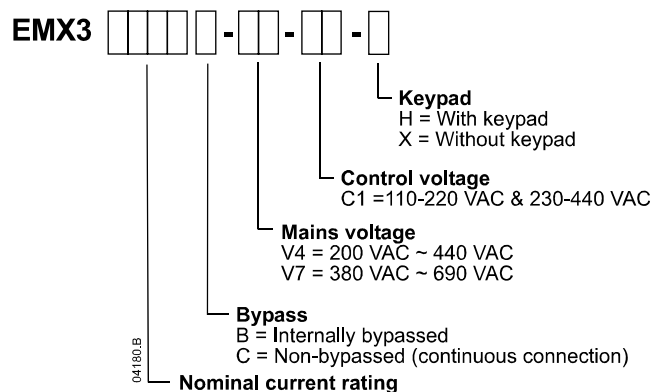 EMX3 - - -
Keypad
H = With keypad
X = Without keypad
Control voltage
C1 =110-220 VAC & 230-440 VAC
Mains voltage
V4 = 200 VAC ~ 440 VAC
V7 = 380 VAC ~ 690 VAC
Bypass
B = Internally bypassed
C = Non-bypassed (continuous connection)
04180.B
Nominal current rating